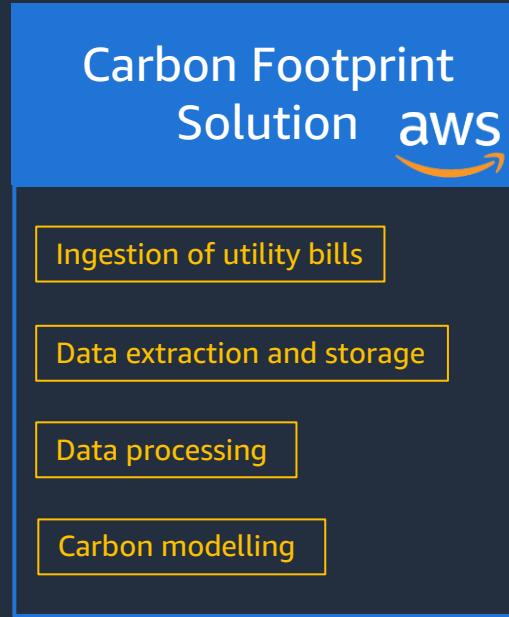 Carbon Footprint
Solution aws
Ingestion of utility bills
Data extraction and storage
Data processing
Carbon modelling